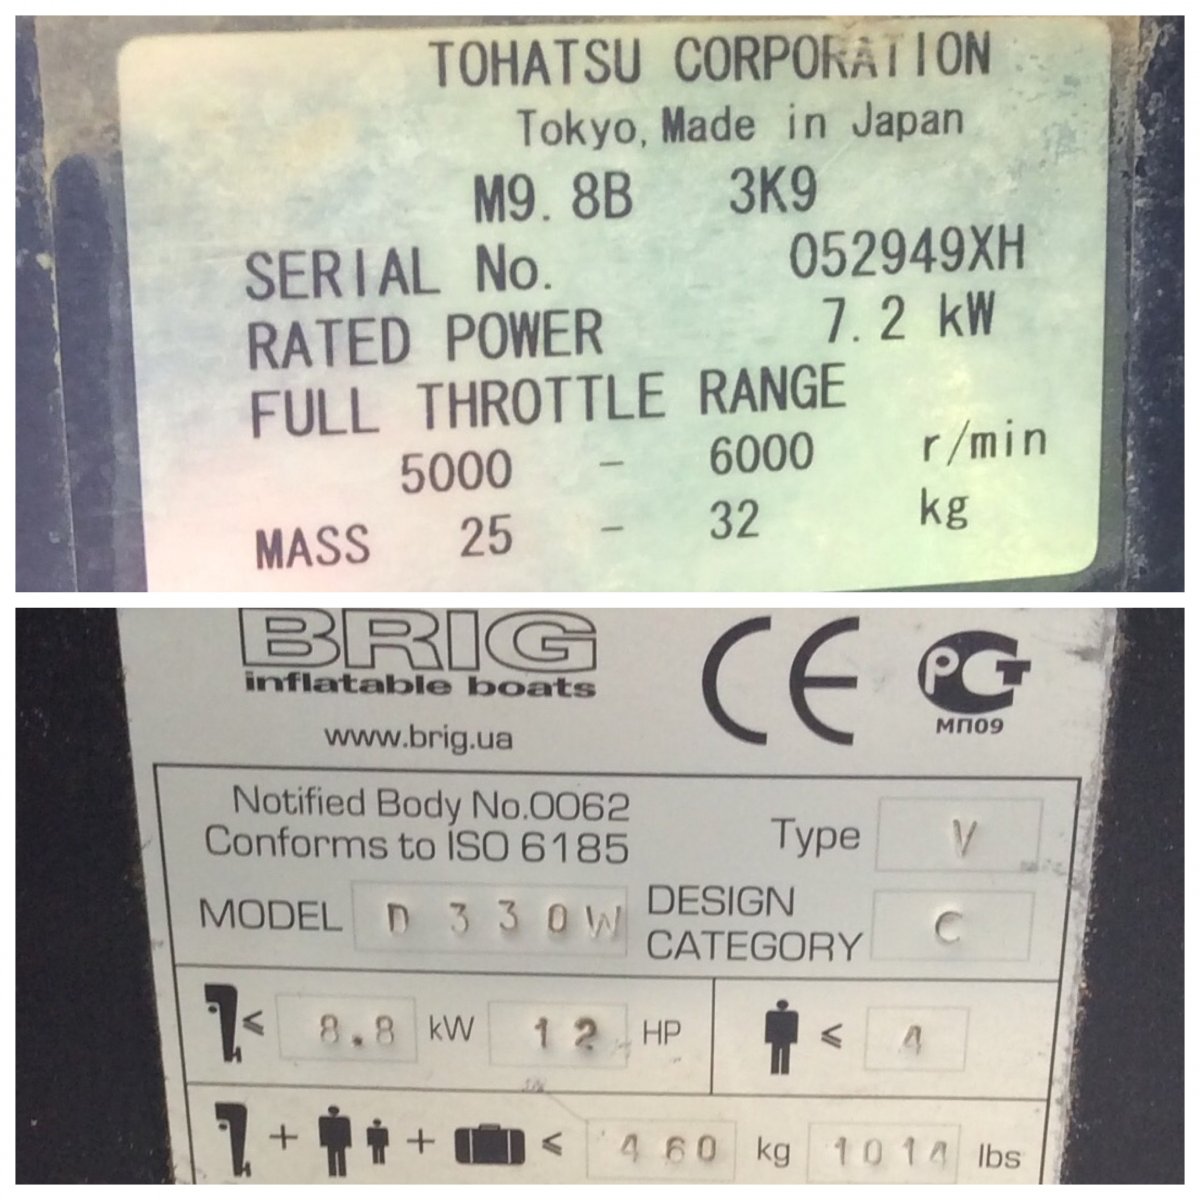 TOHATSU CORPORATION
Tokyo, Made in Japan
M9.8B 3K9
SERIAL No. 052949XH
RATED POWER 7.2 kW
FULL THROTTLE RANGE
5000 - 6000 r/min
MASS 25 - 32 kg
BRIG
inflatable boats
www.brig.ua
CE
РСТ
МП09
Notified Body No.0062
Conforms to ISO 6185
Type V
MODEL D330W
DESIGN CATEGORY C
≤ 8.8 kW 12 HP
≤ 4
+ + ≤ 460 kg 1014 lbs